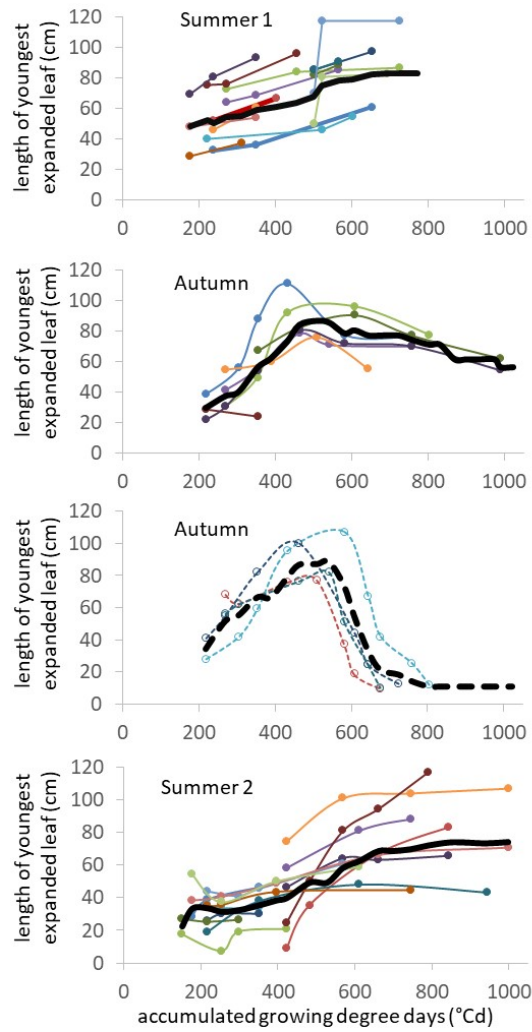 Summer 1
length of youngest
expanded leaf (cm)
120
100
80
60
40
20
0
0 200 400 600 800 1000
Autumn
length of youngest
expanded leaf (cm)
120
100
80
60
40
20
0
0 200 400 600 800 1000
Autumn
length of youngest
expanded leaf (cm)
120
100
80
60
40
20
0
0 200 400 600 800 1000
Summer 2
length of youngest
expanded leaf (cm)
120
100
80
60
40
20
0
0 200 400 600 800 1000
accumulated growing degree days (°Cd)